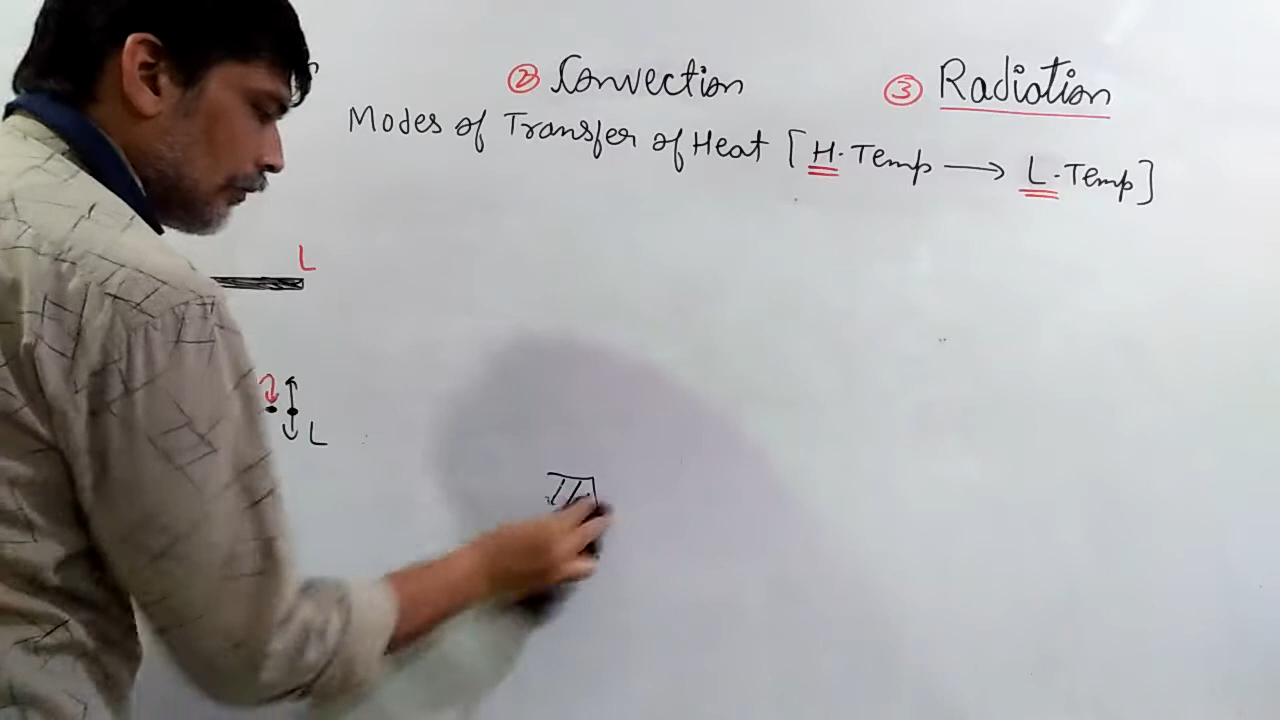 ② Convection
③ Radiation
Modes of Transfer of Heat [H. Temp → L. Temp]
L
L